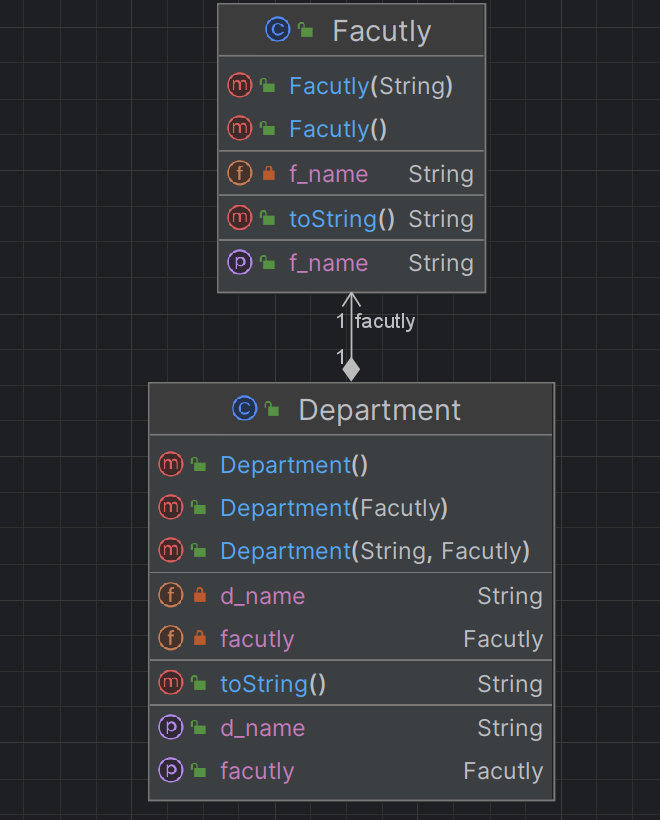 C Facutly
m Facutly(String)
m Facutly()
f f_name String
m toString() String
p f_name String
1 facutly
1
C Department
m Department()
m Department(Facutly)
m Department(String, Facutly)
f d_name String
f facutly Facutly
m toString() String
p d_name String
p facutly Facutly